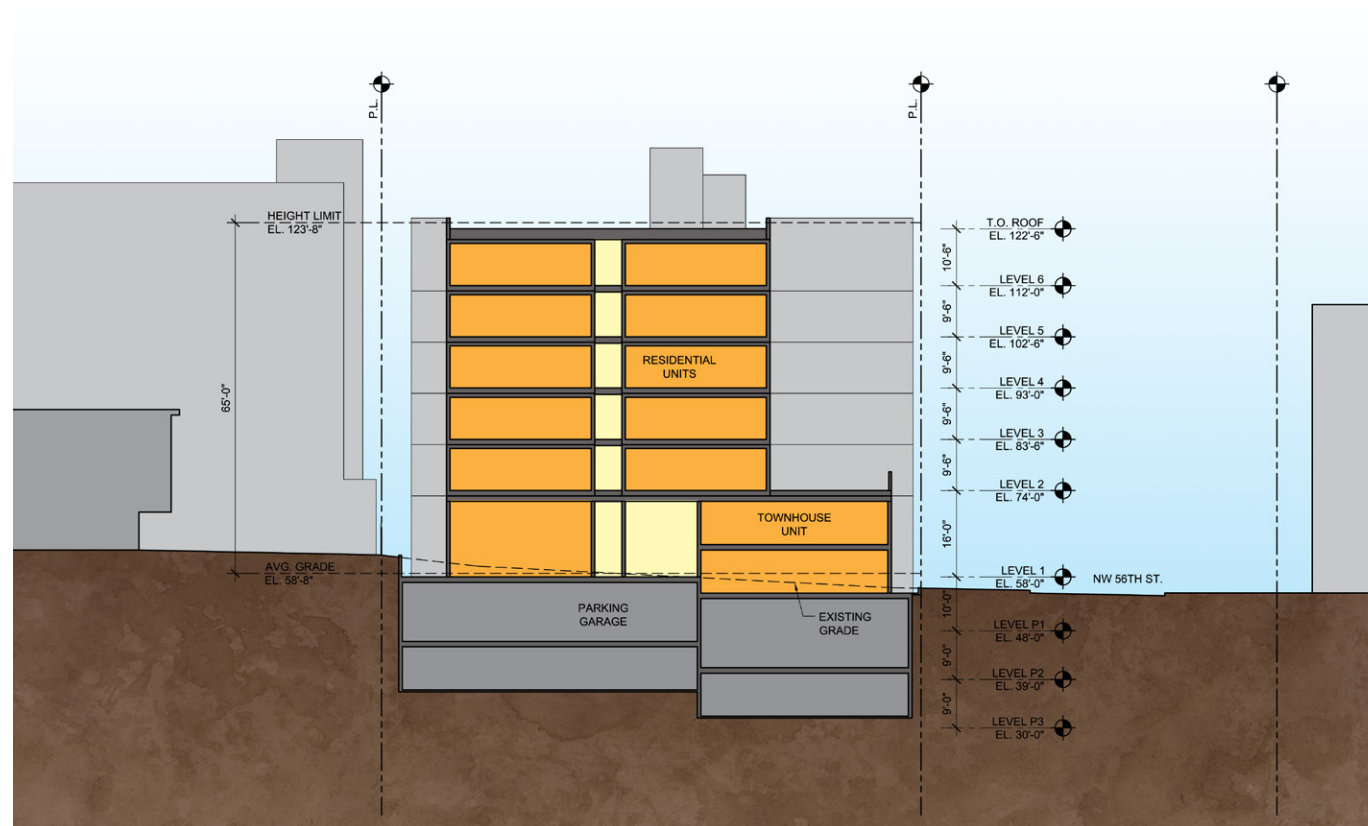 P.L.
P.L.
HEIGHT LIMIT
EL. 123'-8"
65'-0"
AVG. GRADE
EL. 58'-8"
RESIDENTIAL
UNITS
TOWNHOUSE
UNIT
PARKING
GARAGE
EXISTING
GRADE
T.O. ROOF
EL. 122'-6"
10'-6"
LEVEL 6
EL. 112'-0"
9'-6"
LEVEL 5
EL. 102'-6"
9'-6"
LEVEL 4
EL. 93'-0"
9'-6"
LEVEL 3
EL. 83'-6"
9'-6"
LEVEL 2
EL. 74'-0"
16'-0"
LEVEL 1
EL. 58'-0"
NW 56TH ST.
10'-0"
LEVEL P1
EL. 48'-0"
9'-0"
LEVEL P2
EL. 39'-0"
9'-0"
LEVEL P3
EL. 30'-0"